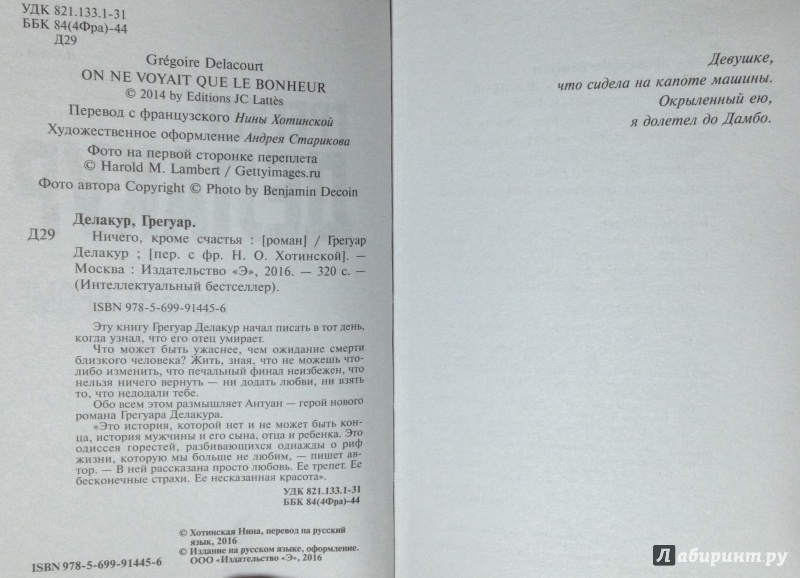 УДК 821.133.1-31
ББК 84(4Фра)-44
Д29
Grégoire Delacourt
ON NE VOYAIT QUE LE BONHEUR
© 2014 by Editions JC Lattès
Перевод с французского Нины Хотинской
Художественное оформление Андрея Старикова
Фото на первой сторонке переплета
© Harold M. Lambert / Gettyimages.ru
Фото автора Copyright © Photo by Benjamin Decoin
Делакур, Грегуар.
Д29 Ничего, кроме счастья : [роман] / Грегуар
Делакур ; [пер. с фр. Н. О. Хотинской]. —
Москва : Издательство «Э», 2016. — 320 с. —
(Интеллектуальный бестселлер).
ISBN 978-5-699-91445-6
Эту книгу Грегуар Делакур начал писать в тот день,
когда узнал, что его отец умирает.
Что может быть ужаснее, чем ожидание смерти
близкого человека? Жить, зная, что не можешь что-
либо изменить, что печальный финал неизбежен, что
нельзя ничего вернуть — ни додать любви, ни взять
то, что недодали тебе.
Обо всем этом размышляет Антуан — герой нового
романа Грегуара Делакура.
«Это история, которой нет и не может быть кон-
ца, история мужчины и его сына, отца и ребенка. Это
одиссея горестей, разбивающихся однажды о риф
жизни, которую мы больше не любим, — пишет ав-
тор. — В ней рассказана просто любовь. Ее трепет. Ее
бесконечные страхи. Ее несказанная красота».
УДК 821.133.1-31
ББК 84(4Фра)-44
© Хотинская Нина, перевод на русский
язык, 2016
© Издание на русском языке, оформление.
ООО «Издательство «Э», 2016
ISBN 978-5-699-91445-6
Девушке,
что сидела на капоте машины.
Окрыленный ею,
я долетел до Дамбо.
Лабиринт.ру